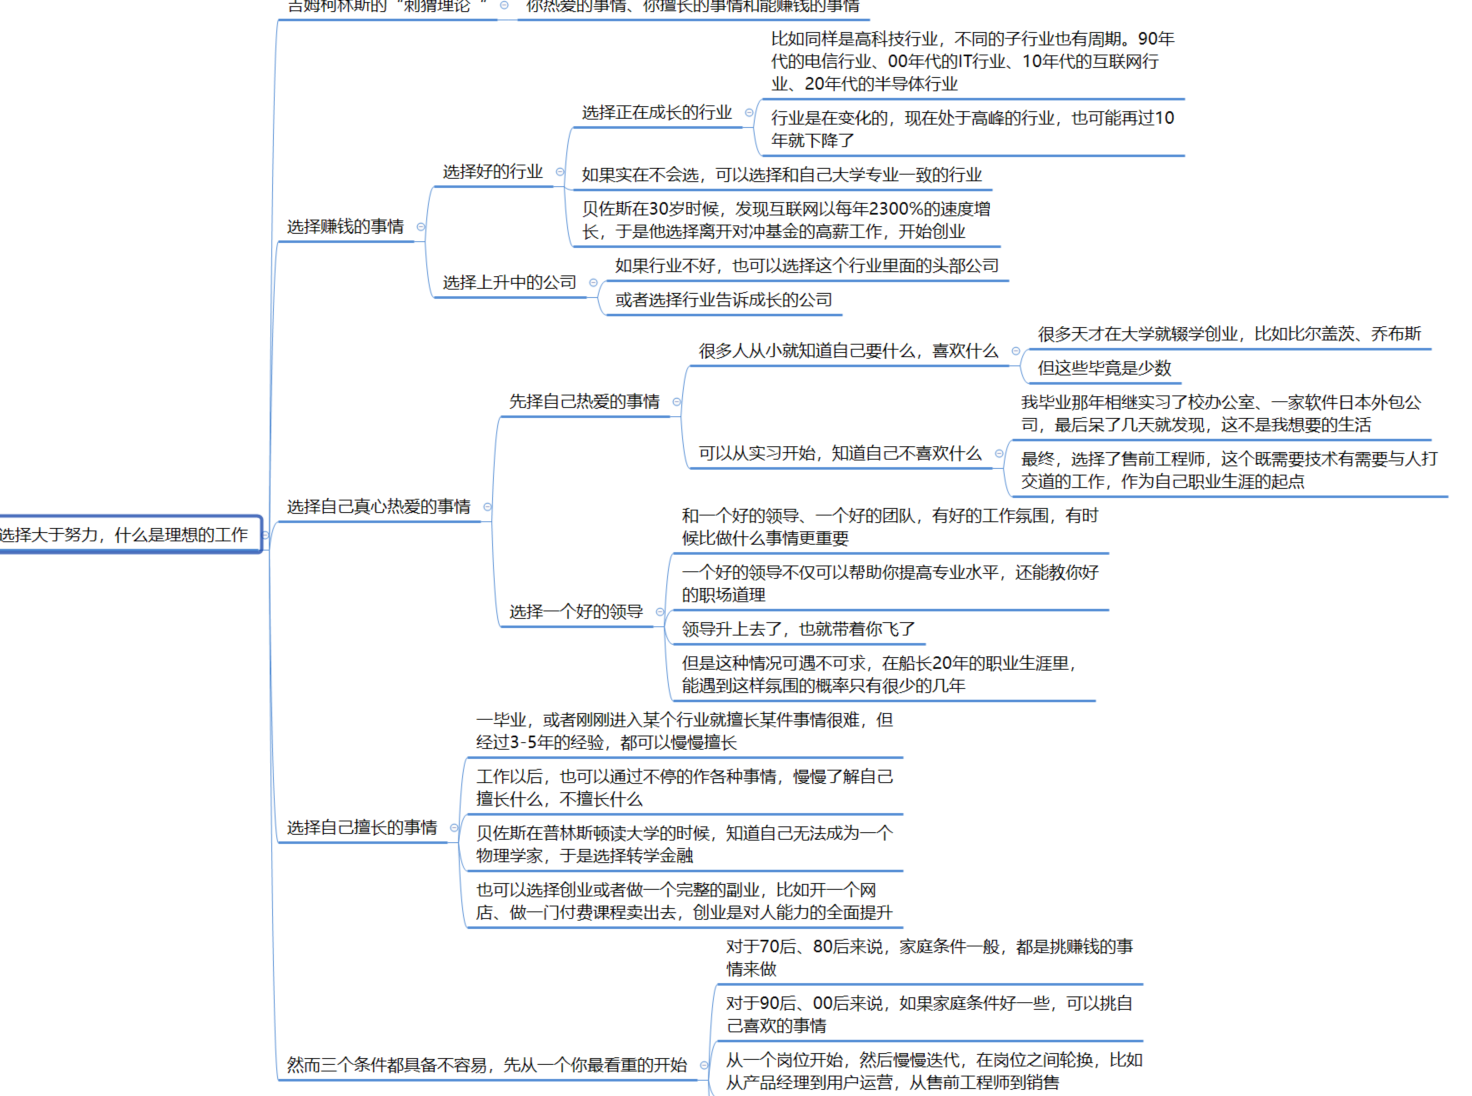 吉姆柯林斯的“刺猬理论“
你热爱的事情、你擅长的事情和能赚钱的事情
选择大于努力，什么是理想的工作
选择赚钱的事情
选择好的行业
选择正在成长的行业
比如同样是高科技行业，不同的子行业也有周期。90年
代的电信行业、00年代的IT行业、10年代的互联网行
业、20年代的半导体行业
行业是在变化的，现在处于高峰的行业，也可能再过10
年就下降了
如果实在不会选，可以选择和自己大学专业一致的行业
贝佐斯在30岁时候，发现互联网以每年2300%的速度增
长，于是他选择离开对冲基金的高薪工作，开始创业
选择上升中的公司
如果行业不好，也可以选择这个行业里面的头部公司
或者选择行业告诉成长的公司
选择自己真心热爱的事情
先择自己热爱的事情
很多人从小就知道自己要什么，喜欢什么
很多天才在大学就辍学创业，比如比尔盖茨、乔布斯
但这些毕竟是少数
可以从实习开始，知道自己不喜欢什么
我毕业那年相继实习了校办公室、一家软件日本外包公
司，最后呆了几天就发现，这不是我想要的生活
最终，选择了售前工程师，这个既需要技术有需要与人打
交道的工作，作为自己职业生涯的起点
选择一个好的领导
和一个好的领导、一个好的团队，有好的工作氛围，有时
候比做什么事情更重要
一个好的领导不仅可以帮助你提高专业水平，还能教你好
的职场道理
领导升上去了，也就带着你飞了
但是这种情况可遇不可求，在船长20年的职业生涯里，
能遇到这样氛围的概率只有很少的几年
选择自己擅长的事情
一毕业，或者刚刚进入某个行业就擅长某件事情很难，但
经过3-5年的经验，都可以慢慢擅长
工作以后，也可以通过不停的作各种事情，慢慢了解自己
擅长什么，不擅长什么
贝佐斯在普林斯顿读大学的时候，知道自己无法成为一个
物理学家，于是选择转学金融
也可以选择创业或者做一个完整的副业，比如开一个网
店、做一门付费课程卖出去，创业是对人能力的全面提升
然而三个条件都具备不容易，先从一个你最看重的开始
对于70后、80后来说，家庭条件一般，都是挑赚钱的事
情来做
对于90后、00后来说，如果家庭条件好一些，可以挑自
己喜欢的事情
从一个岗位开始，然后慢慢迭代，在岗位之间轮换，比如
从产品经理到用户运营，从售前工程师到销售